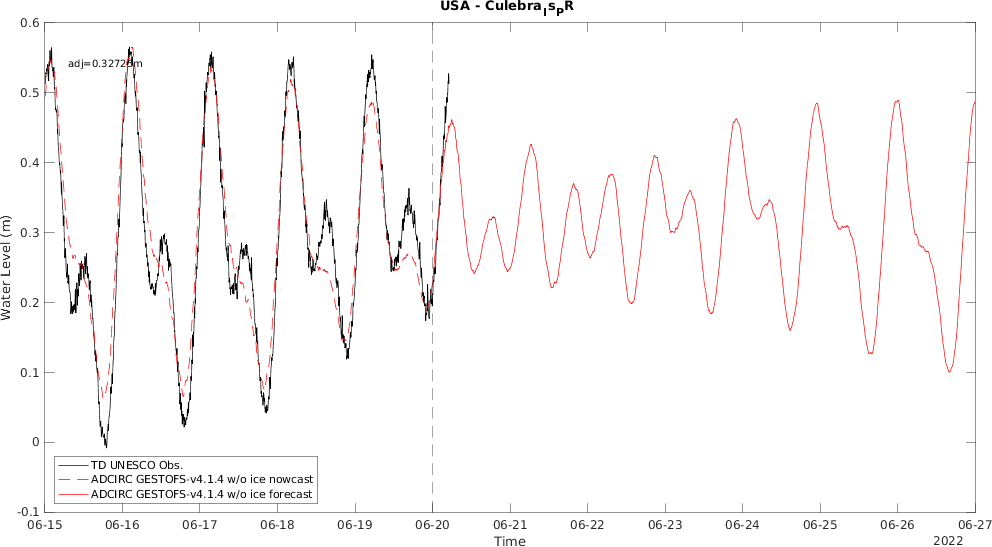 USA - Culebra_Is_PR
adj=0.32725m
0.6
0.5
0.4
0.3
0.2
0.1
0
-0.1
Water Level (m)
TD UNESCO Obs.
ADCIRC GESTOFS-v4.1.4 w/o ice nowcast
ADCIRC GESTOFS-v4.1.4 w/o ice forecast
06-15 06-16 06-17 06-18 06-19 06-20 06-21 06-22 06-23 06-24 06-25 06-26 06-27
Time
2022